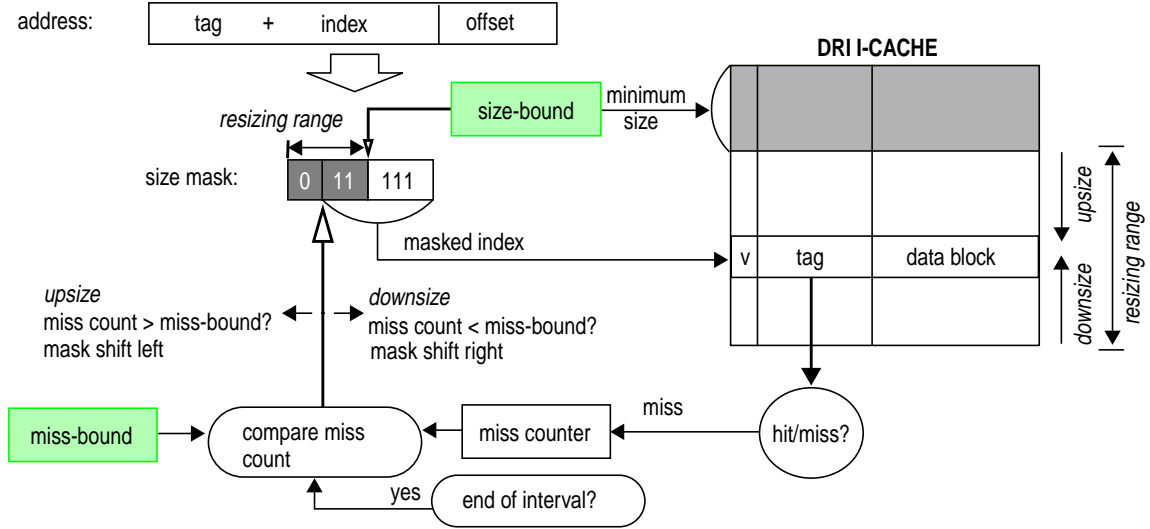 address:
tag + index
offset
DRI I-CACHE
size-bound
minimum
size
resizing range
size mask:
0 11 111
masked index
v
tag
data block
upsize
downsize
resizing range
upsize
miss count > miss-bound?
mask shift left
downsize
miss count < miss-bound?
mask shift right
miss-bound
compare miss
count
miss counter
miss
hit/miss?
yes
end of interval?